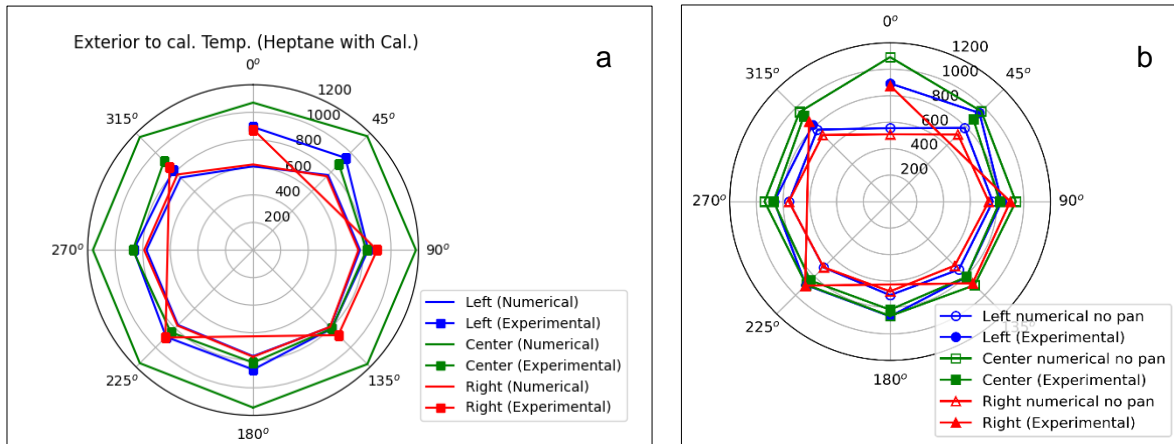 Exterior to cal. Temp. (Heptane with Cal.)
a
0°
45°
90°
135°
180°
225°
270°
315°
200
400
600
800
1000
1200
Left (Numerical)
Left (Experimental)
Center (Numerical)
Center (Experimental)
Right (Numerical)
Right (Experimental)
b
0°
45°
90°
135°
180°
225°
270°
315°
200
400
600
800
1000
1200
Left numerical no pan
Left (Experimental)
Center numerical no pan
Center (Experimental)
Right numerical no pan
Right (Experimental)